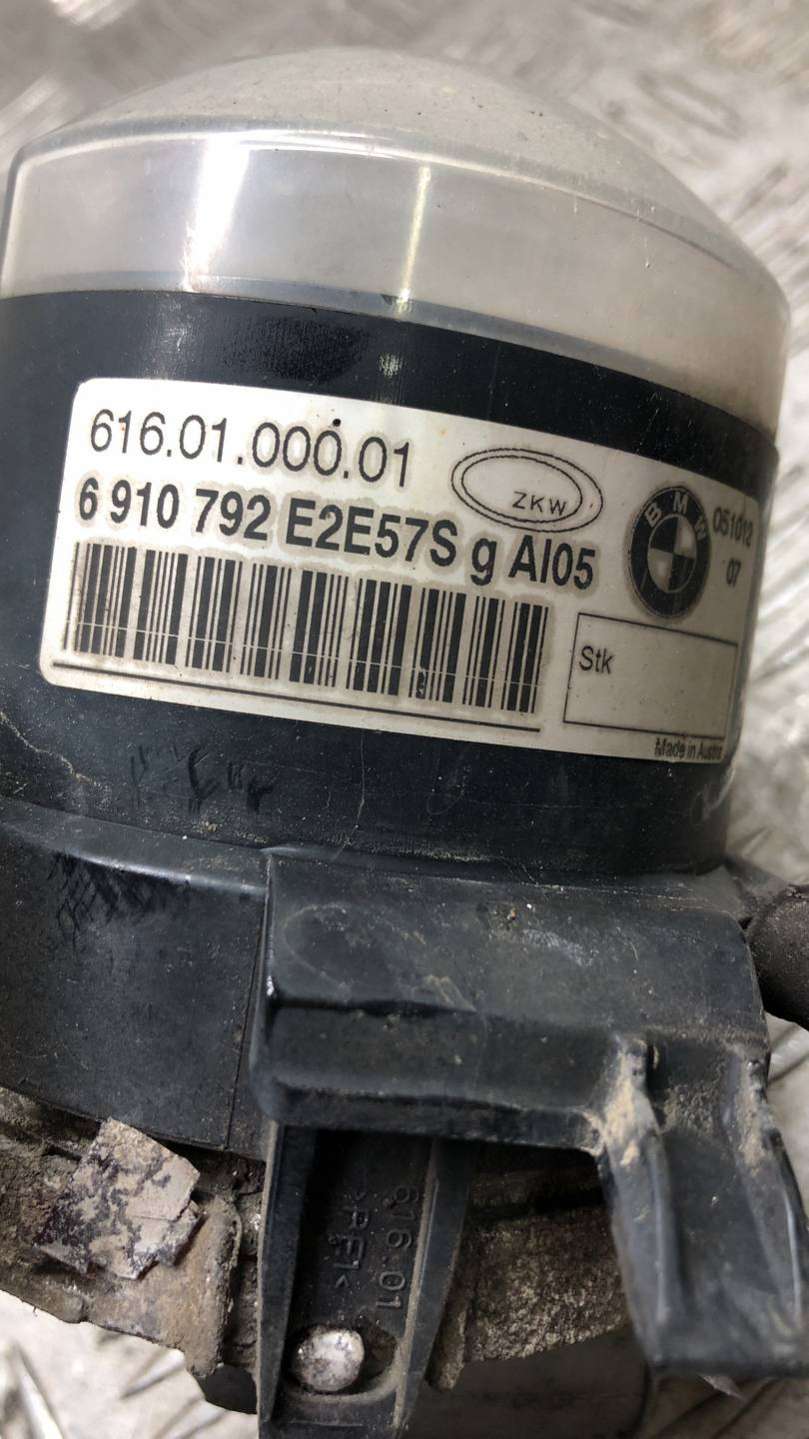 616.01.000.01
ZKW
BMW
051012
07
6 910 792 E2E57S g AI05
Stk
Made in Austria
616.01